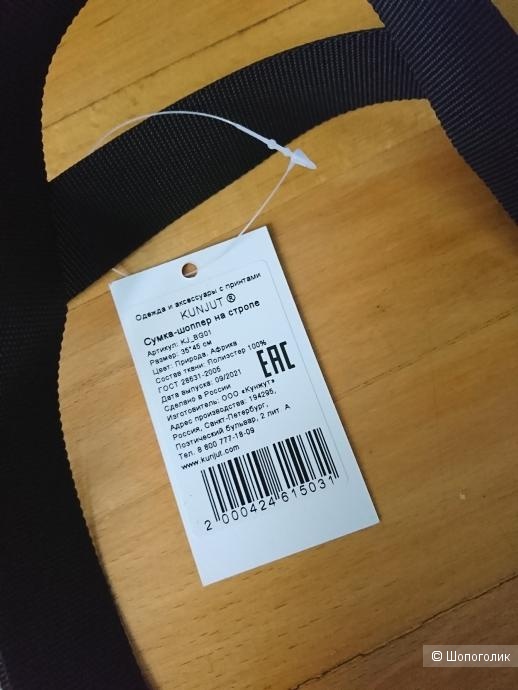 Одежда и аксессуары с принтами
KUNJUT ®
Сумка-шоппер на стропе
Артикул: KJ_BG01
Размер: 35*45 см
Цвет: Природа, Африка
Состав ткани: Полиэстер 100%
ГОСТ 28631-2005
Дата выпуска: 09/2021
Сделано в России
Изготовитель: ООО «Кунжут»
Адрес производства: 194295,
Россия, Санкт-Петербург,
Поэтический бульвар, 2 лит А
Тел. 8 800 777-18-09
www.kunjut.com
EAC
2 000424 615031
© Шопоголик